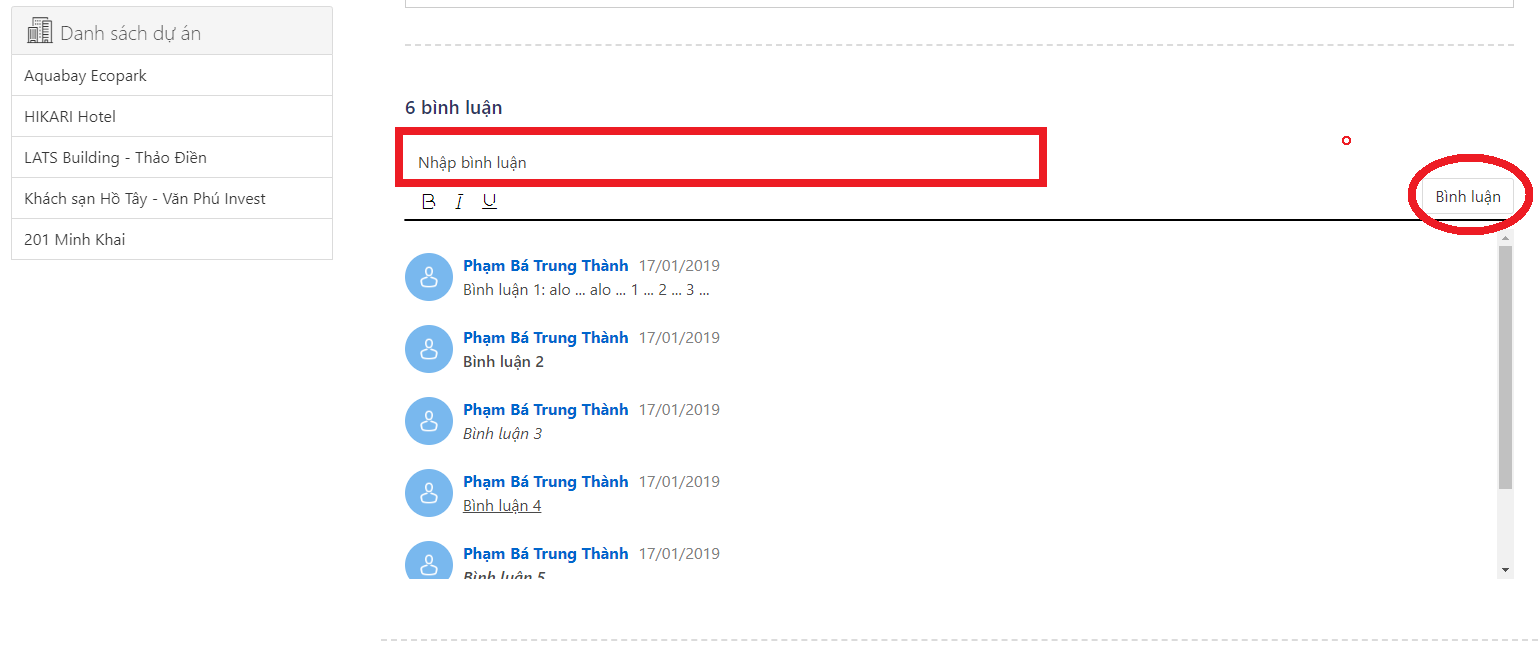 Danh sách dự án
Aquabay Ecopark
HIKARI Hotel
LATS Building - Thảo Điền
Khách sạn Hồ Tây - Văn Phú Invest
201 Minh Khai
6 bình luận
Nhập bình luận
B I U
Bình luận
Phạm Bá Trung Thành 17/01/2019
Bình luận 1: alo ... alo ... 1 ... 2 ... 3 ...
Phạm Bá Trung Thành 17/01/2019
Bình luận 2
Phạm Bá Trung Thành 17/01/2019
Bình luận 3
Phạm Bá Trung Thành 17/01/2019
Bình luận 4
Phạm Bá Trung Thành 17/01/2019
Bình luận 5